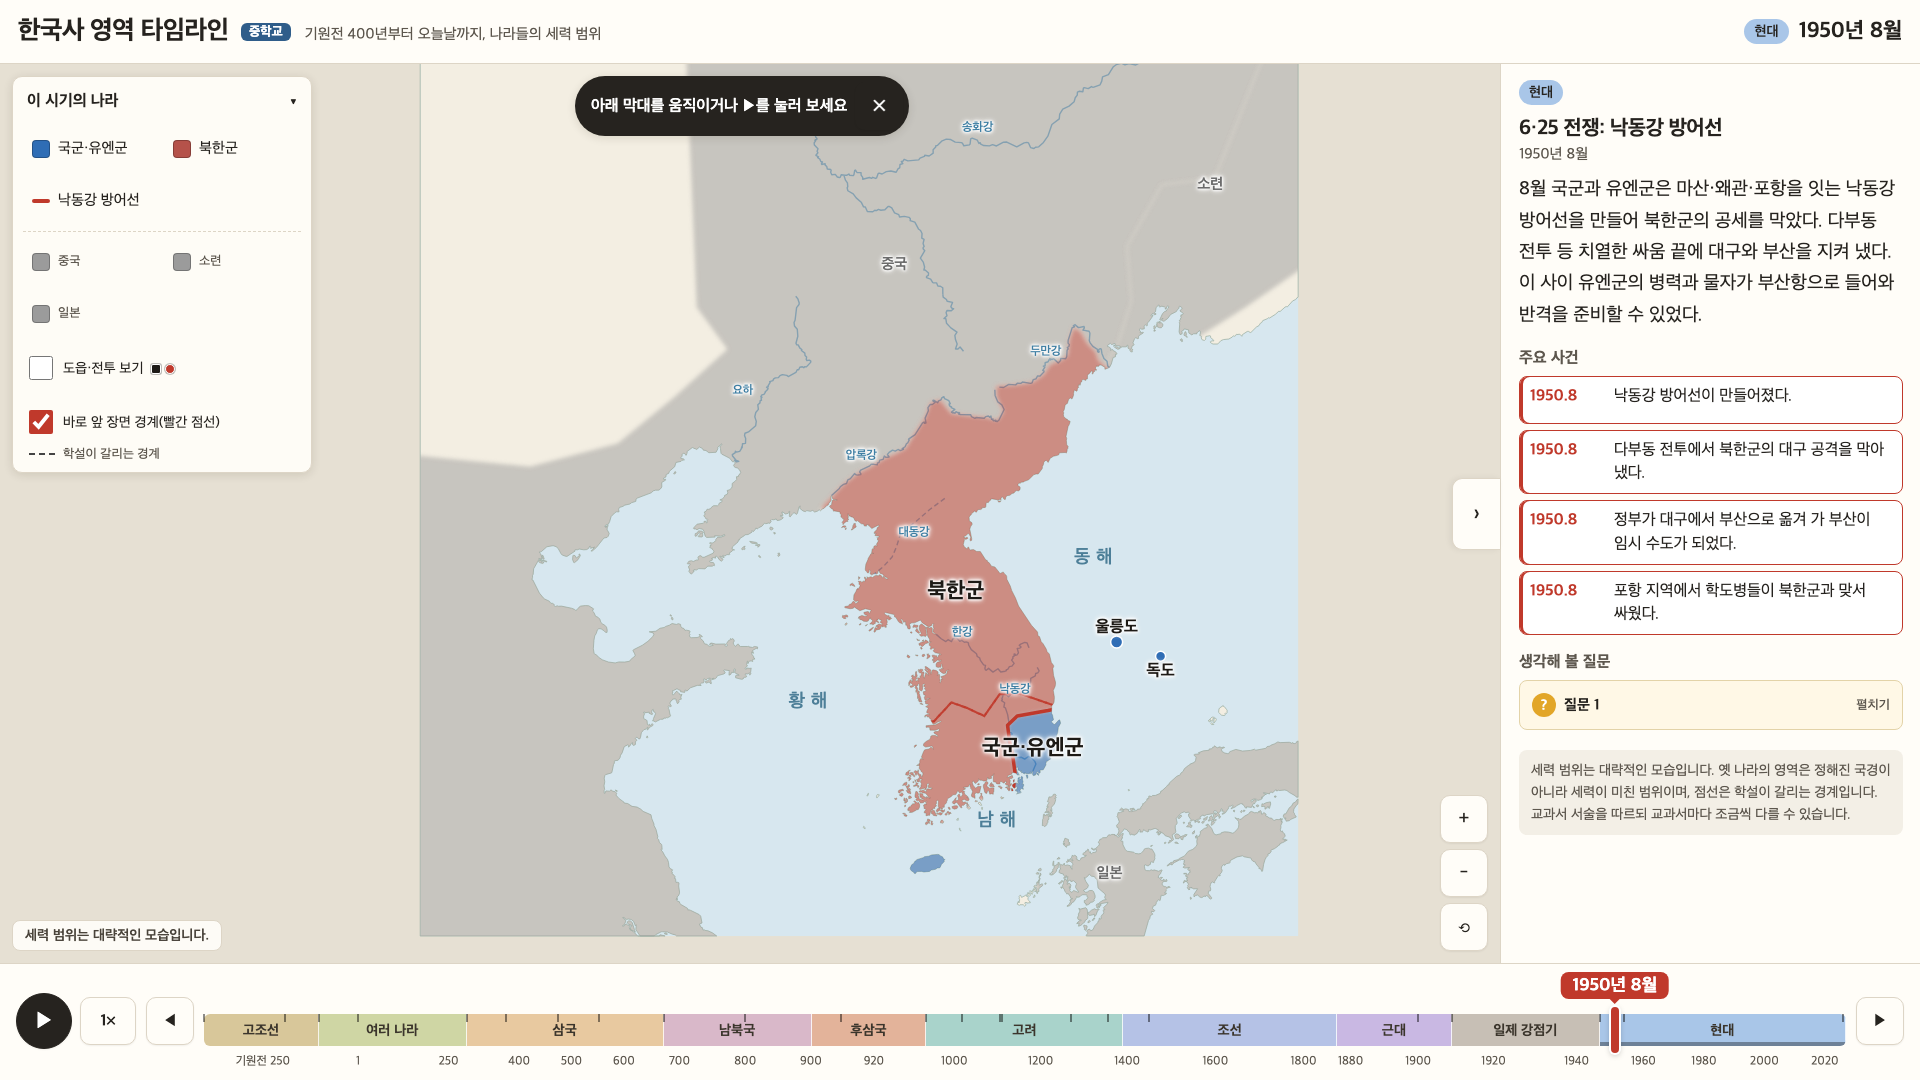 한국사 영역 타임라인 중학교 기원전 400년부터 오늘날까지, 나라들의 세력 범위
현대 1950년 8월
이 시기의 나라 ▼
국군·유엔군 북한군
낙동강 방어선
중국 소련
일본
도읍·전투 보기
바로 앞 장면 경계(빨간 점선)
학설이 갈리는 경계
아래 막대를 움직이거나 ▶를 눌러 보세요 ✕
송화강
소련
중국
두만강
요하
압록강
대동강
동해
북한군
울릉도
한강
독도
낙동강
황해
국군·유엔군
남해
일본
세력 범위는 대략적인 모습입니다.
›
+
−
⟲
현대
6·25 전쟁: 낙동강 방어선
1950년 8월
8월 국군과 유엔군은 마산·왜관·포항을 잇는 낙동강
방어선을 만들어 북한군의 공세를 막았다. 다부동
전투 등 치열한 싸움 끝에 대구와 부산을 지켜 냈다.
이 사이 유엔군의 병력과 물자가 부산항으로 들어와
반격을 준비할 수 있었다.
주요 사건
1950.8 낙동강 방어선이 만들어졌다.
1950.8 다부동 전투에서 북한군의 대구 공격을 막아
냈다.
1950.8 정부가 대구에서 부산으로 옮겨 가 부산이
임시 수도가 되었다.
1950.8 포항 지역에서 학도병들이 북한군과 맞서
싸웠다.
생각해 볼 질문
? 질문 1 펼치기
세력 범위는 대략적인 모습입니다. 옛 나라의 영역은 정해진 국경이
아니라 세력이 미친 범위이며, 점선은 학설이 갈리는 경계입니다.
교과서 서술을 따르되 교과서마다 조금씩 다를 수 있습니다.
1950년 8월
▶ 1× ◀ ▶
고조선 여러 나라 삼국 남북국 후삼국 고려 조선 근대 일제 강점기 현대
기원전 250 1 250 400 500 600 700 800 900 920 1000 1200 1400 1600 1800 1880 1900 1920 1940 1960 1980 2000 2020